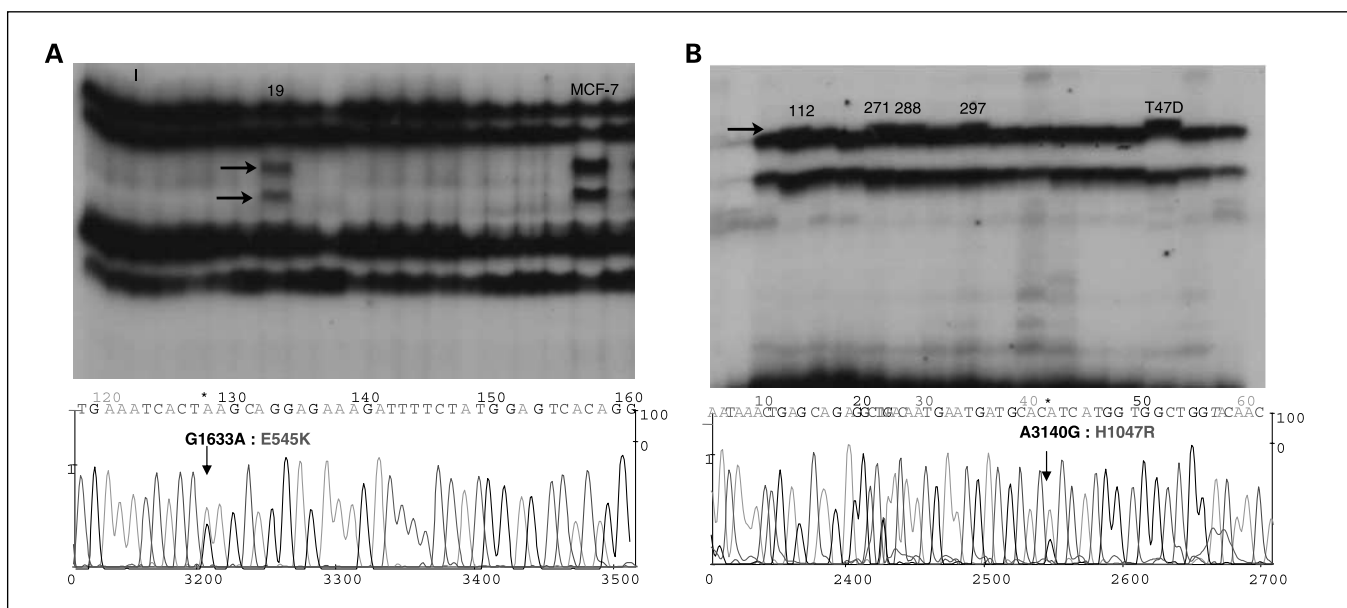 A
I
19
MCF-7
120 * 130 140 150 160
TGAAATCACTAAGCAGGAGAAAGATTTTCTATGGAGTCACAGG
100
0
G1633A : E545K
I
0 3200 3300 3400 3500
B
112 271 288 297 T47D
10 20 30 40 * 50 60
100
0
A3140G : H1047R
I
0 2400 2500 2600 2700